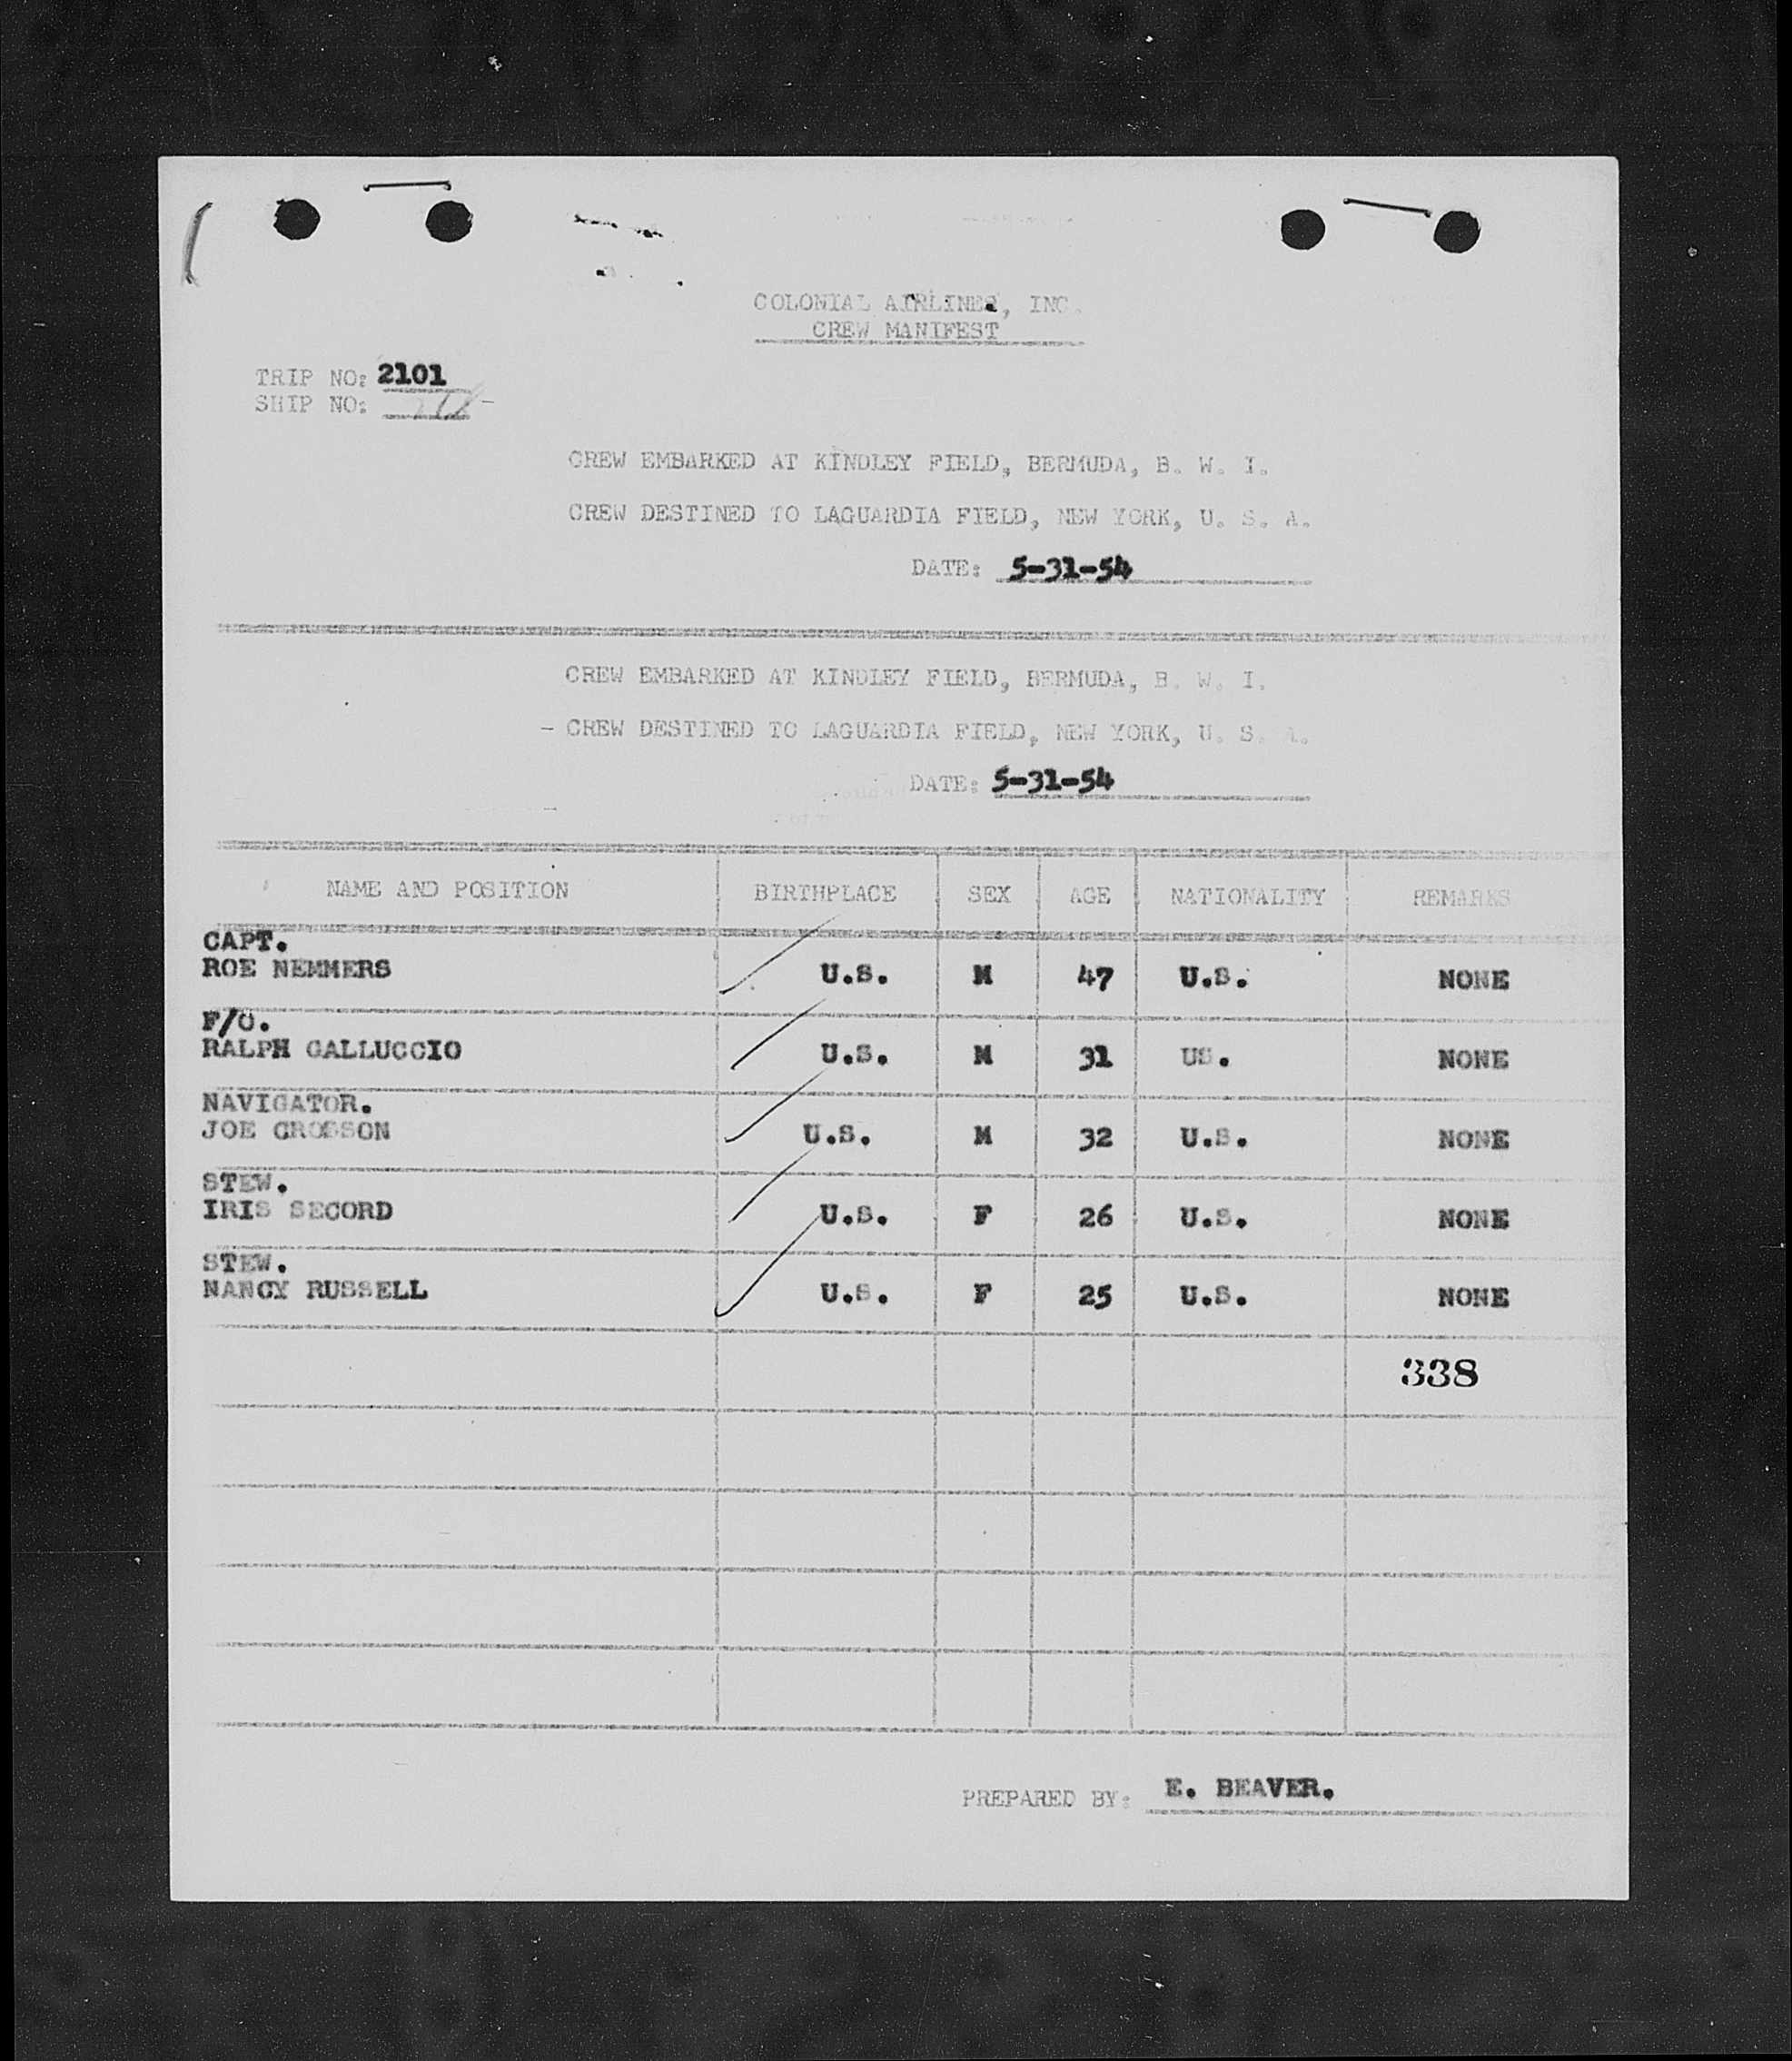 COLONIAL AIRLINES, INC.
CREW MANIFEST
TRIP NO: 2101
SHIP NO:
CREW EMBARKED AT KINDLEY FIELD, BERMUDA, B. W. I.
CREW DESTINED TO LAGUARDIA FIELD, NEW YORK, U. S. A.
DATE: 5-31-54
CREW EMBARKED AT KINDLEY FIELD, BERMUDA, B. W. I.
- CREW DESTINED TO LAGUARDIA FIELD, NEW YORK, U. S. A.
DATE: 5-31-54
NAME AND POSITION BIRTHPLACE SEX AGE NATIONALITY REMARKS
CAPT.
ROE NEMMERS U.S. M 47 U.S. NONE
F/O.
RALPH GALLUCCIO U.S. M 31 US. NONE
NAVIGATOR.
JOE CROSSON U.S. M 32 U.S. NONE
STEW.
IRIS SECORD U.S. F 26 U.S. NONE
STEW.
NANCY RUSSELL U.S. F 25 U.S. NONE
338
PREPARED BY: E. BEAVER.